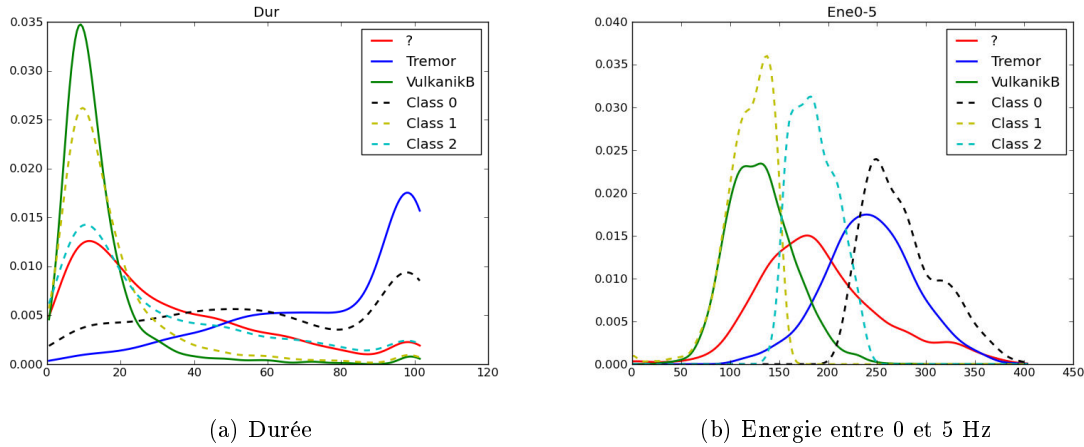 Dur
0.035
0.030
0.025
0.020
0.015
0.010
0.005
0.000
0
20
40
60
80
100
120
?
Tremor
VulkanikB
Class 0
Class 1
Class 2
(a) Durée
Ene0-5
0.040
0.035
0.030
0.025
0.020
0.015
0.010
0.005
0.000
0
50
100
150
200
250
300
350
400
450
?
Tremor
VulkanikB
Class 0
Class 1
Class 2
(b) Energie entre 0 et 5 Hz